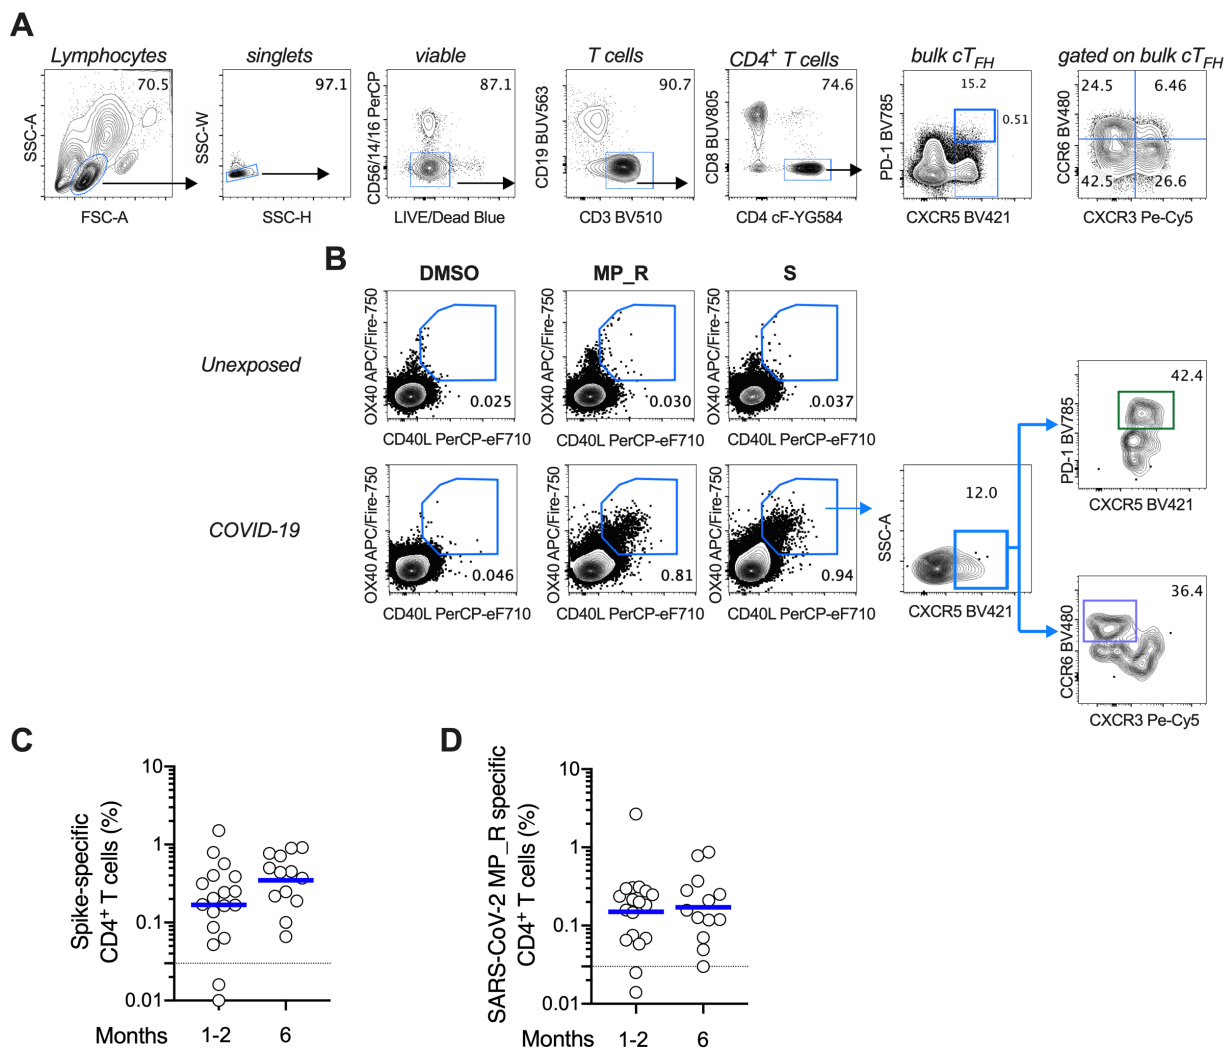 A
Lymphocytes
singlets
viable
T cells
CD4+ T cells
bulk cTFH
gated on bulk cTFH
70.5
97.1
87.1
90.7
74.6
15.2
0.51
24.5
6.46
42.5
26.6
SSC-A
SSC-W
CD56/14/16 PerCP
CD19 BUV563
CD8 BUV805
PD-1 BV785
CCR6 BV480
FSC-A
SSC-H
LIVE/Dead Blue
CD3 BV510
CD4 cF-YG584
CXCR5 BV421
CXCR3 Pe-Cy5
B
DMSO
MP_R
S
Unexposed
OX40 APC/Fire-750
OX40 APC/Fire-750
OX40 APC/Fire-750
0.025
0.030
0.037
CD40L PerCP-eF710
CD40L PerCP-eF710
CD40L PerCP-eF710
COVID-19
OX40 APC/Fire-750
OX40 APC/Fire-750
OX40 APC/Fire-750
0.046
0.81
0.94
CD40L PerCP-eF710
CD40L PerCP-eF710
CD40L PerCP-eF710
SSC-A
12.0
CXCR5 BV421
PD-1 BV785
42.4
CXCR5 BV421
CCR6 BV480
36.4
CXCR3 Pe-Cy5
C
Spike-specific
CD4+ T cells (%)
10
1
0.1
0.01
Months
1-2
6
D
SARS-CoV-2 MP_R specific
CD4+ T cells (%)
10
1
0.1
0.01
Months
1-2
6